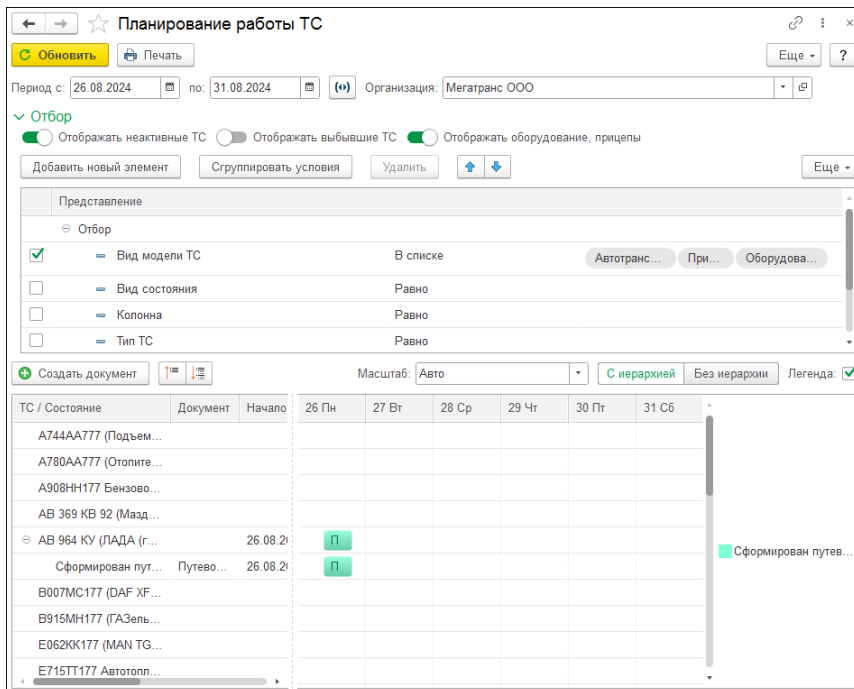 Планирование работы ТС
Обновить Печать Еще ?
Период с: 26.08.2024 по: 31.08.2024 Организация: Мегатранс ООО
Отбор
Отображать неактивные ТС Отображать выбывшие ТС Отображать оборудование, прицепы
Добавить новый элемент Сгруппировать условия Удалить Еще
Представление
Отбор
Вид модели ТС В списке Автотранс... При... Оборудова...
Вид состояния Равно
Колонна Равно
Тип ТС Равно
Создать документ Масштаб: Авто С иерархией Без иерархии Легенда:
ТС / Состояние Документ Начало 26 Пн 27 Вт 28 Ср 29 Чт 30 Пт 31 Сб
А744АА777 (Подъем...
А780АА777 (Отопите...
А908НН177 Бензово...
АВ 369 КВ 92 (Мазд...
АВ 964 КУ (ЛАДА (г... 26.08.20 П
Сформирован путев...
Сформирован пут... Путево... 26.08.20 П
В007МС177 (DAF XF...
В915МН177 (ГАЗель...
Е062КК177 (MAN TG...
Е715ТТ177 Автотопл...